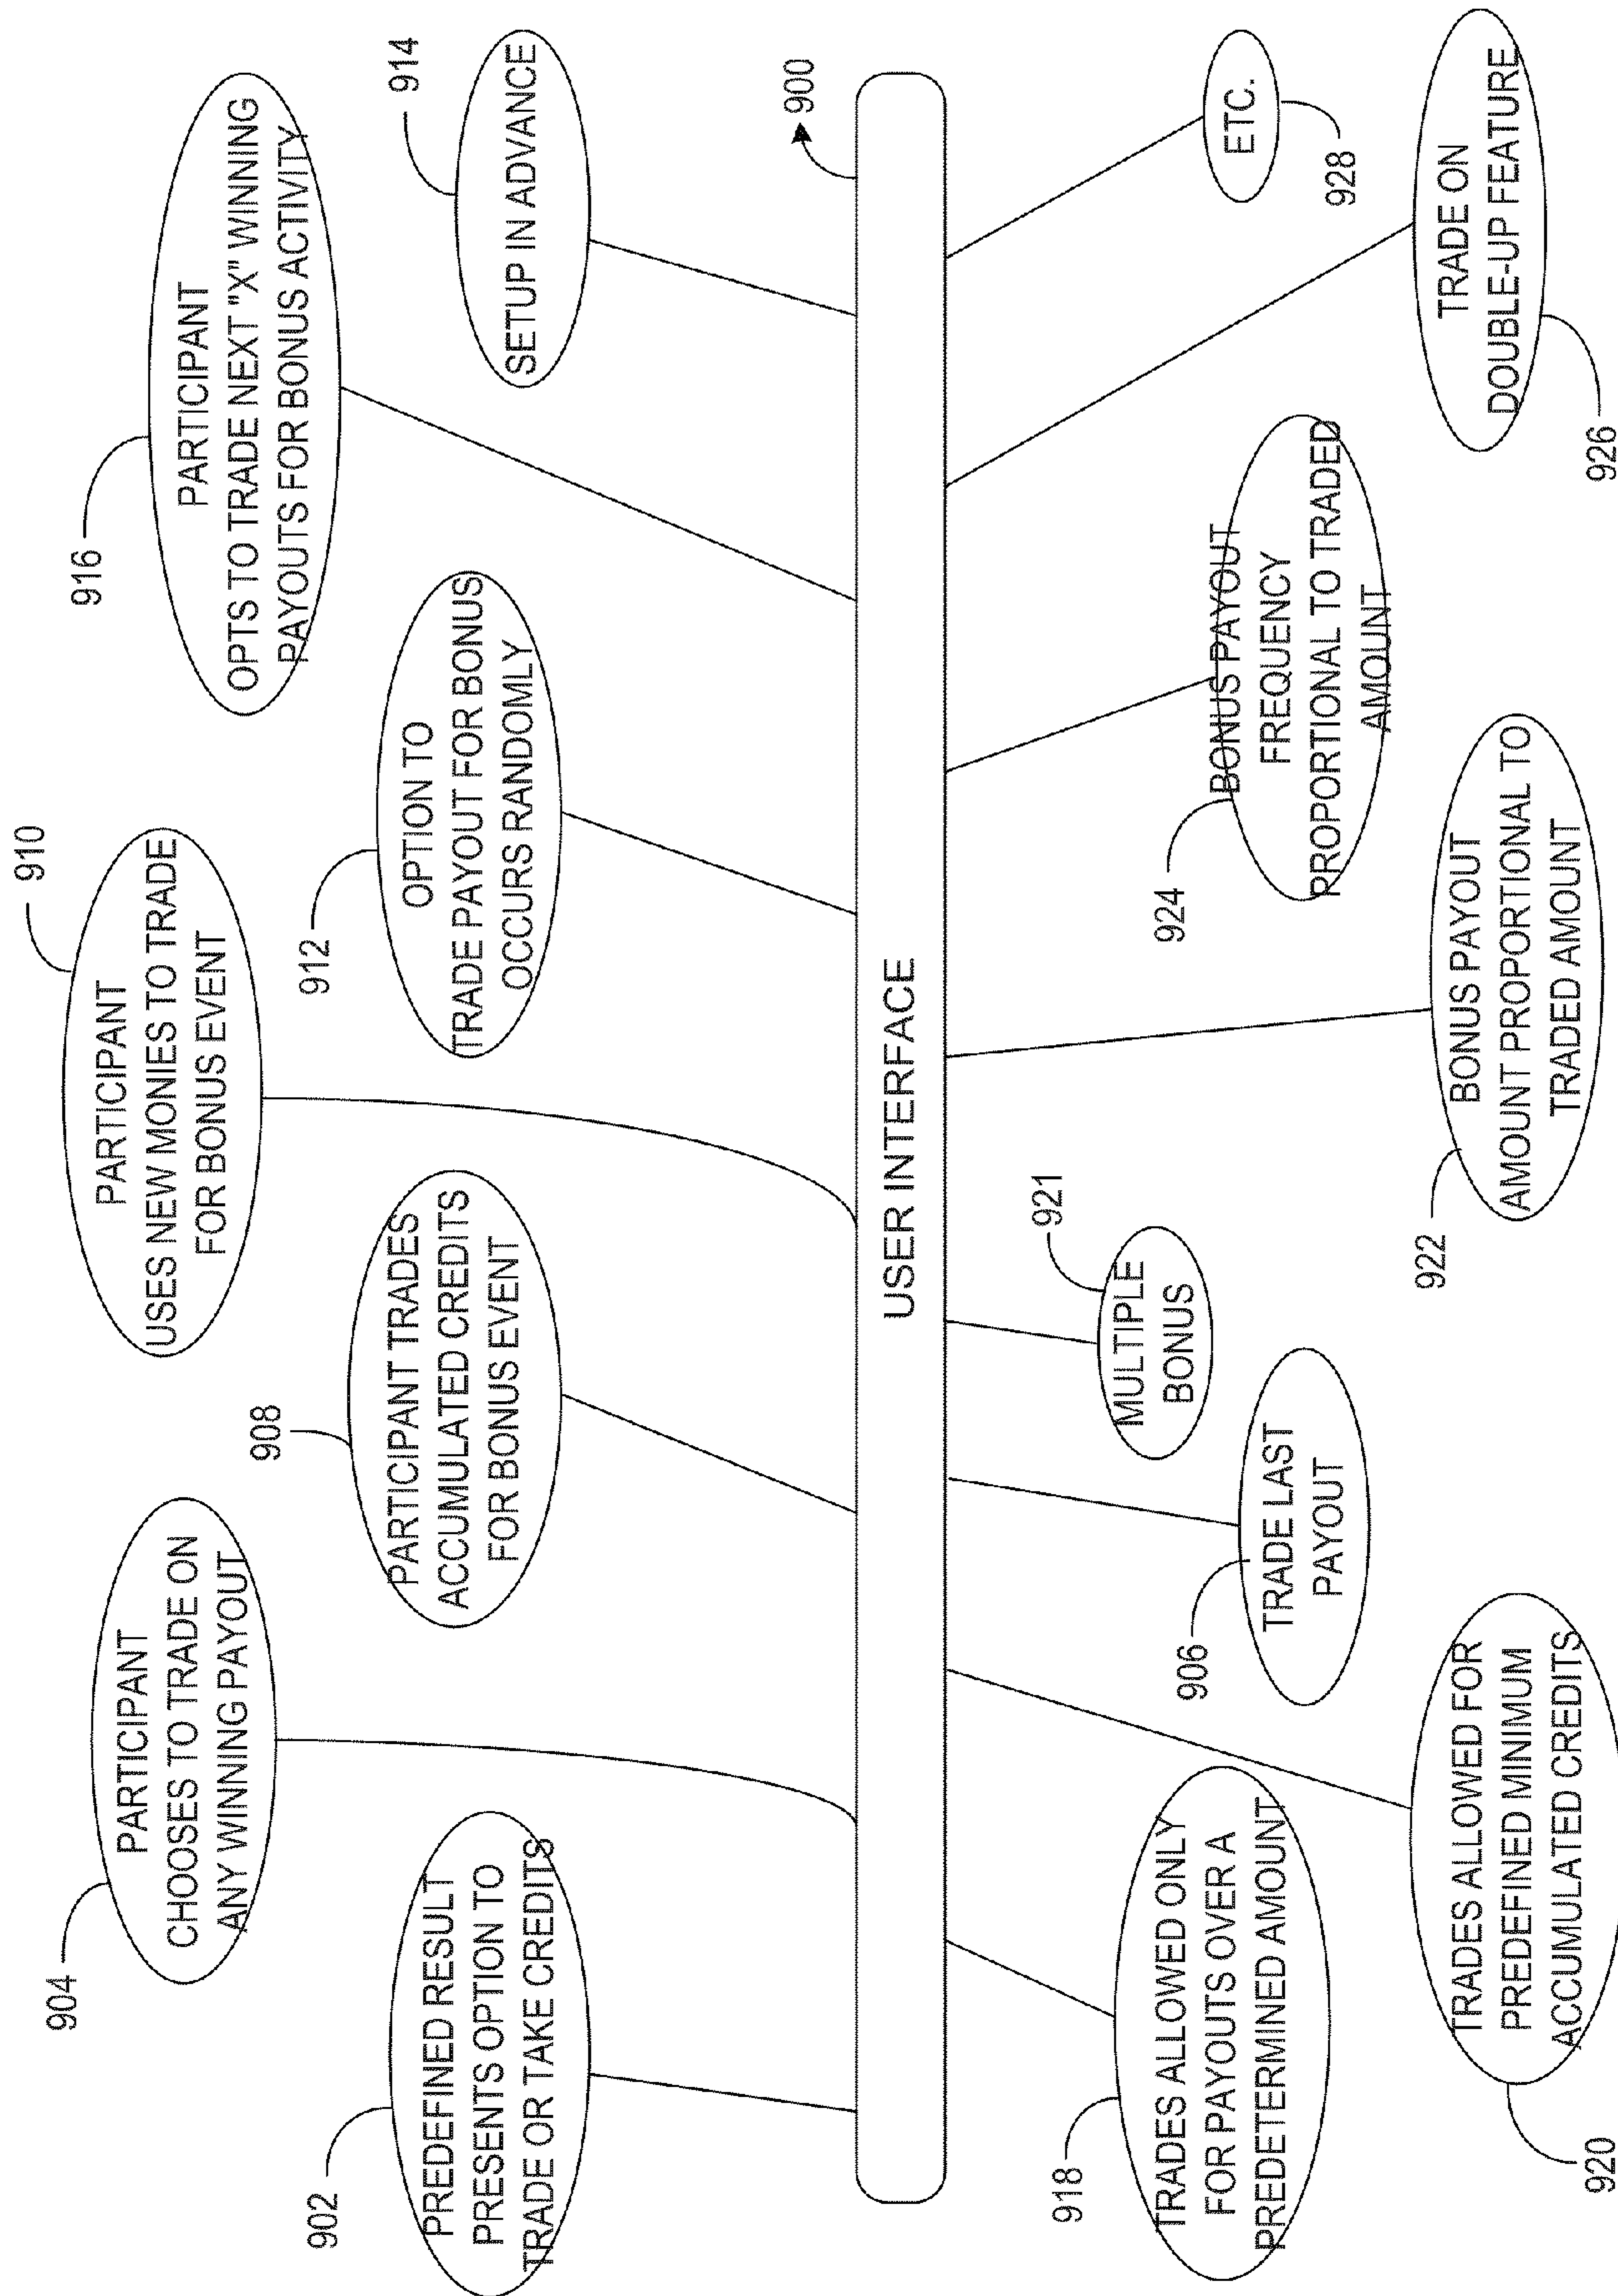 910
904
916
PARTICIPANT
CHOOSES TO TRADE ON
ANY WINNING PAYOUT
PARTICIPANT
USES NEW MONIES TO TRADE
FOR BONUS EVENT
PARTICIPANT
OPTS TO TRADE NEXT "X" WINNING
PAYOUTS FOR BONUS ACTIVITY
902
908
912
914
PREDEFINED RESULT
PRESENTS OPTION TO
TRADE OR TAKE CREDITS
PARTICIPANT TRADES
ACCUMULATED CREDITS
FOR BONUS EVENT
OPTION TO
TRADE PAYOUT FOR BONUS
OCCURS RANDOMLY
SETUP IN ADVANCE
900
USER INTERFACE
918
TRADES ALLOWED ONLY
FOR PAYOUTS OVER A
PREDETERMINED AMOUNT
906
TRADE LAST
PAYOUT
921
MULTIPLE
BONUS
924
BONUS PAYOUT
FREQUENCY
PROPORTIONAL TO TRADED
AMOUNT
ETC.
928
920
TRADES ALLOWED FOR
PREDEFINED MINIMUM
ACCUMULATED CREDITS
922
BONUS PAYOUT
AMOUNT PROPORTIONAL TO
TRADED AMOUNT
TRADE ON
DOUBLE-UP FEATURE
926